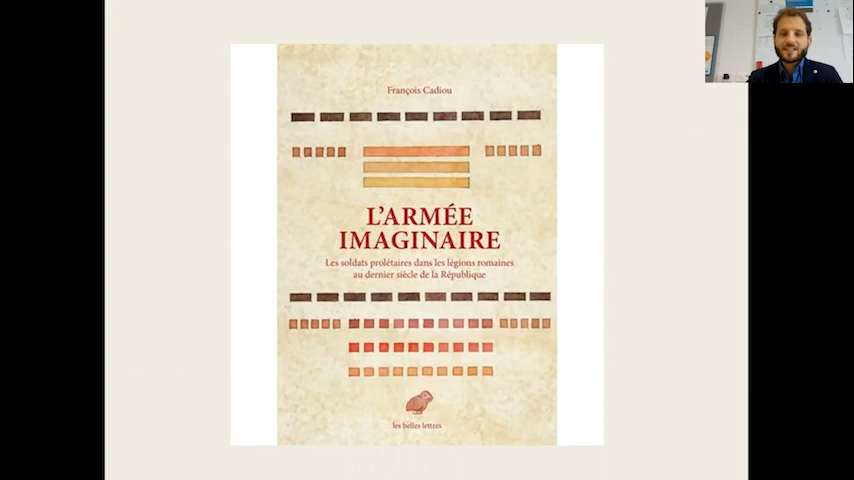 François Cadiou
L'ARMÉE
IMAGINAIRE
Les soldats prolétaires dans les légions romaines
au dernier siècle de la République
les belles lettres